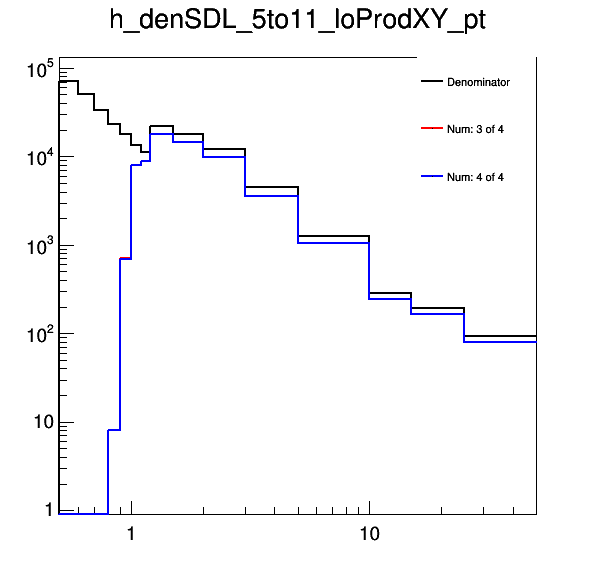 h_denSDL_5to11_loProdXY_pt
10^5
Denominator
Num: 3 of 4
10^4
Num: 4 of 4
10^3
10^2
10
1
1 10